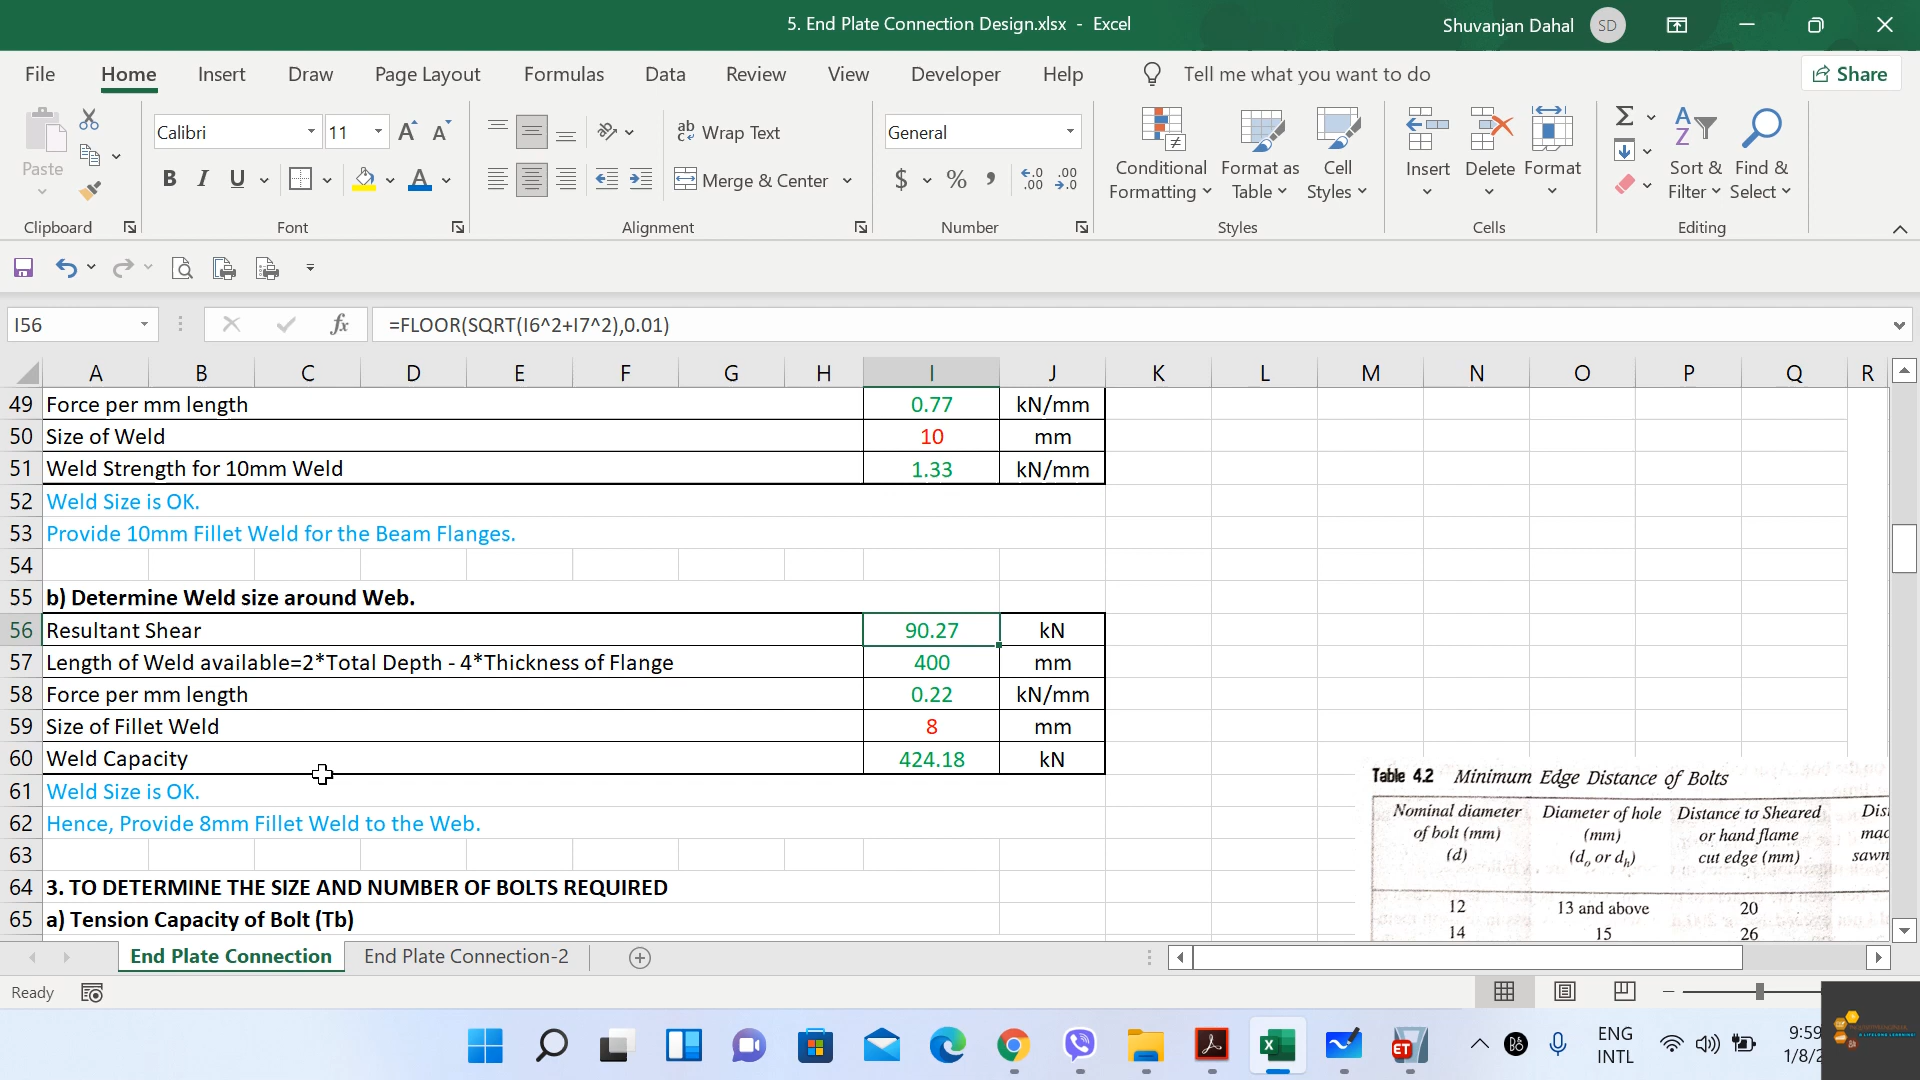 5. End Plate Connection Design.xlsx - Excel
Shuvanjan Dahal SD
File Home Insert Draw Page Layout Formulas Data Review View Developer Help Tell me what you want to do Share
Paste
Clipboard
Calibri 11
B I U
Font
Wrap Text
Merge & Center
Alignment
General
$ %
Number
Conditional Formatting
Format as Table
Cell Styles
Styles
Insert Delete Format
Cells
Sort & Filter
Find & Select
Editing
I56 fx =FLOOR(SQRT(I6^2+I7^2),0.01)
A B C D E F G H I J K L M N O P Q R
49 Force per mm length 0.77 kN/mm
50 Size of Weld 10 mm
51 Weld Strength for 10mm Weld 1.33 kN/mm
52 Weld Size is OK.
53 Provide 10mm Fillet Weld for the Beam Flanges.
54
55 b) Determine Weld size around Web.
56 Resultant Shear 90.27 kN
57 Length of Weld available=2*Total Depth - 4*Thickness of Flange 400 mm
58 Force per mm length 0.22 kN/mm
59 Size of Fillet Weld 8 mm
60 Weld Capacity 424.18 kN
61 Weld Size is OK.
62 Hence, Provide 8mm Fillet Weld to the Web.
63
64 3. TO DETERMINE THE SIZE AND NUMBER OF BOLTS REQUIRED
65 a) Tension Capacity of Bolt (Tb)
Table 4.2 Minimum Edge Distance of Bolts
Nominal diameter Diameter of hole Distance to Sheared
of bolt (mm) (mm) or hand flame
(d) (do or dh) cut edge (mm) sawn
12 13 and above 20
14 15 26
End Plate Connection End Plate Connection-2
Ready
ENG
INTL
9:59
1/8/2